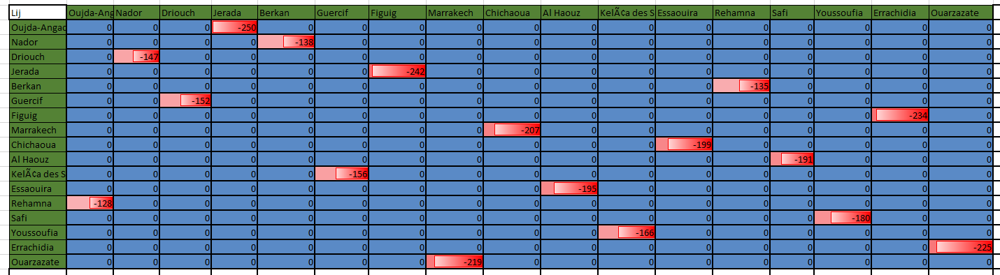 Lij Oujda-Ang Nador Driouch Jerada Berkan Guercif Figuig Marrakech Chichaoua Al Haouz KelÃ¢a des S Essaouira Rehamna Safi Youssoufia Errachidia Ouarzazate
Oujda-Angad 0 0 0 -250 0 0 0 0 0 0 0 0 0 0 0 0 0
Nador 0 0 0 0 -138 0 0 0 0 0 0 0 0 0 0 0 0
Driouch 0 -147 0 0 0 0 0 0 0 0 0 0 0 0 0 0 0
Jerada 0 0 0 0 0 0 -242 0 0 0 0 0 0 0 0 0 0
Berkan 0 0 0 0 0 0 0 0 0 0 0 0 -135 0 0 0 0
Guercif 0 0 -152 0 0 0 0 0 0 0 0 0 0 0 0 0 0
Figuig 0 0 0 0 0 0 0 0 0 0 0 0 0 0 0 -234 0
Marrakech 0 0 0 0 0 0 0 0 -207 0 0 0 0 0 0 0 0
Chichaoua 0 0 0 0 0 0 0 0 0 0 0 -199 0 0 0 0 0
Al Haouz 0 0 0 0 0 0 0 0 0 0 0 0 0 -191 0 0 0
KelÃ¢a des S 0 0 0 0 0 -156 0 0 0 0 0 0 0 0 0 0 0
Essaouira 0 0 0 0 0 0 0 0 0 -195 0 0 0 0 0 0 0
Rehamna -128 0 0 0 0 0 0 0 0 0 0 0 0 0 0 0 0
Safi 0 0 0 0 0 0 0 0 0 0 0 0 0 0 -180 0 0
Youssoufia 0 0 0 0 0 0 0 0 0 0 -166 0 0 0 0 0 0
Errachidia 0 0 0 0 0 0 0 0 0 0 0 0 0 0 0 0 -225
Ouarzazate 0 0 0 0 0 0 0 -219 0 0 0 0 0 0 0 0 0